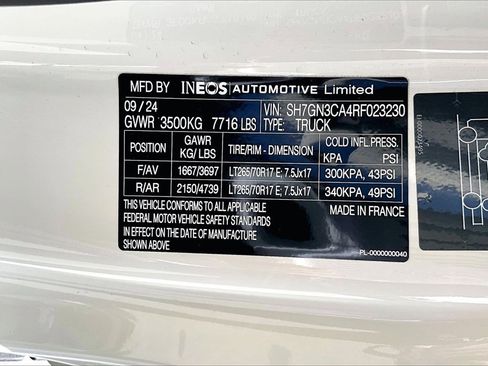 MFD BY INEOS AUTOMOTIVE Limited
09/24 VIN: SH7GN3CA4RF023230
GVWR 3500KG 7716 LBS TYPE: TRUCK
POSITION GAWR KG/LBS TIRE/RIM - DIMENSION COLD INFL PRESS. KPA PSI
F/AV 1667/3697 LT265/70R17 E; 7.5Jx17 300KPA, 43PSI
R/AR 2150/4739 LT265/70R17 E; 7.5Jx17 340KPA, 49PSI
THIS VEHICLE CONFORMS TO ALL APPLICABLE MADE IN FRANCE
FEDERAL MOTOR VEHICLE SAFETY STANDARDS
IN EFFECT ON THE DATE OF MANUFACTURE
SHOWN ABOVE PL-0000000040